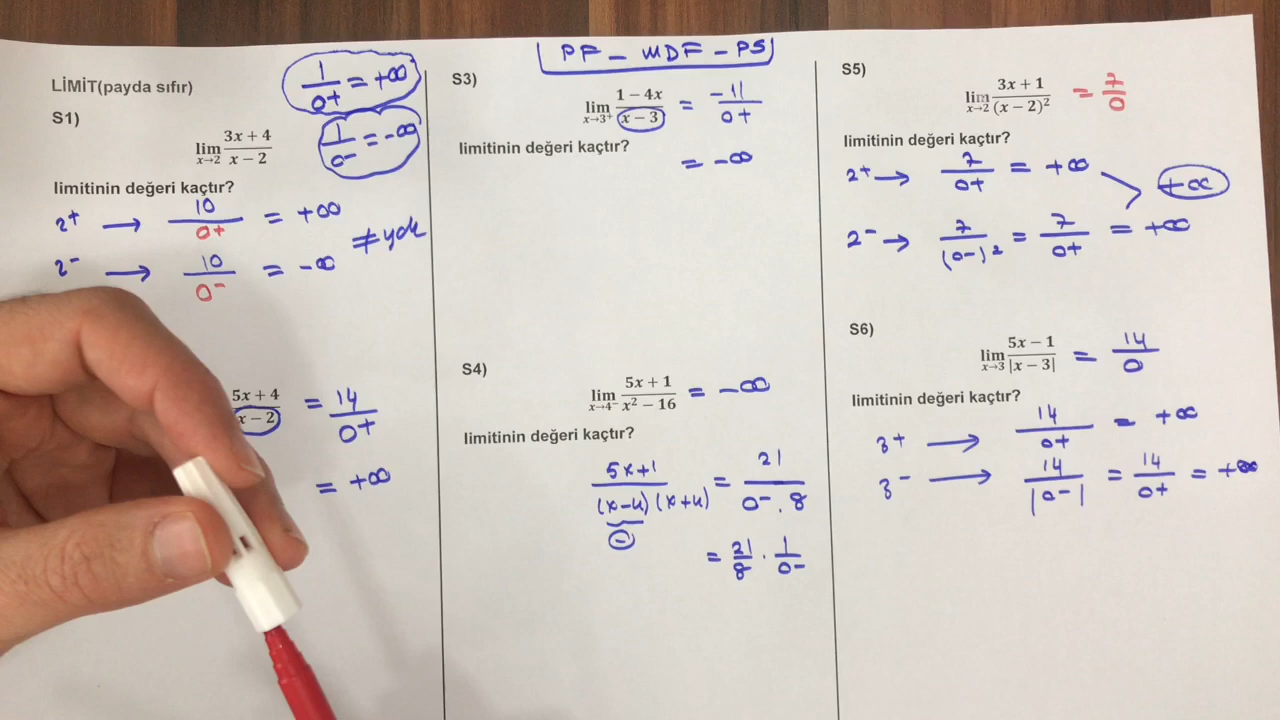 PF - MDF - PS
LİMİT(payda sıfır)
1/0+ = +∞
1/0- = -∞
S1)
lim x→2 3x + 4 / x − 2
limitinin değeri kaçtır?
2+ → 10/0+ = +∞
2- → 10/0- = -∞
≠ yok
5x + 4 / x − 2 = 14/0+
= +∞
S3)
lim x→3+ 1 − 4x / x − 3 = -11/0+
limitinin değeri kaçtır?
= -∞
S4)
lim x→4- 5x + 1 / x² − 16 = -∞
limitinin değeri kaçtır?
5x+1 / (x-4)(x+4) = 21 / 0- . 8
-
= 21/8 . 1/0-
S5)
lim x→2 3x + 1 / (x − 2)² = 7/0
limitinin değeri kaçtır?
2+ → 7/0+ = +∞
+∞
2- → 7/(0-)² = 7/0+ = +∞
S6)
lim x→3 5x − 1 / |x − 3| = 14/0
limitinin değeri kaçtır?
3+ → 14/0+ = +∞
3- → 14/|0-| = 14/0+ = +∞